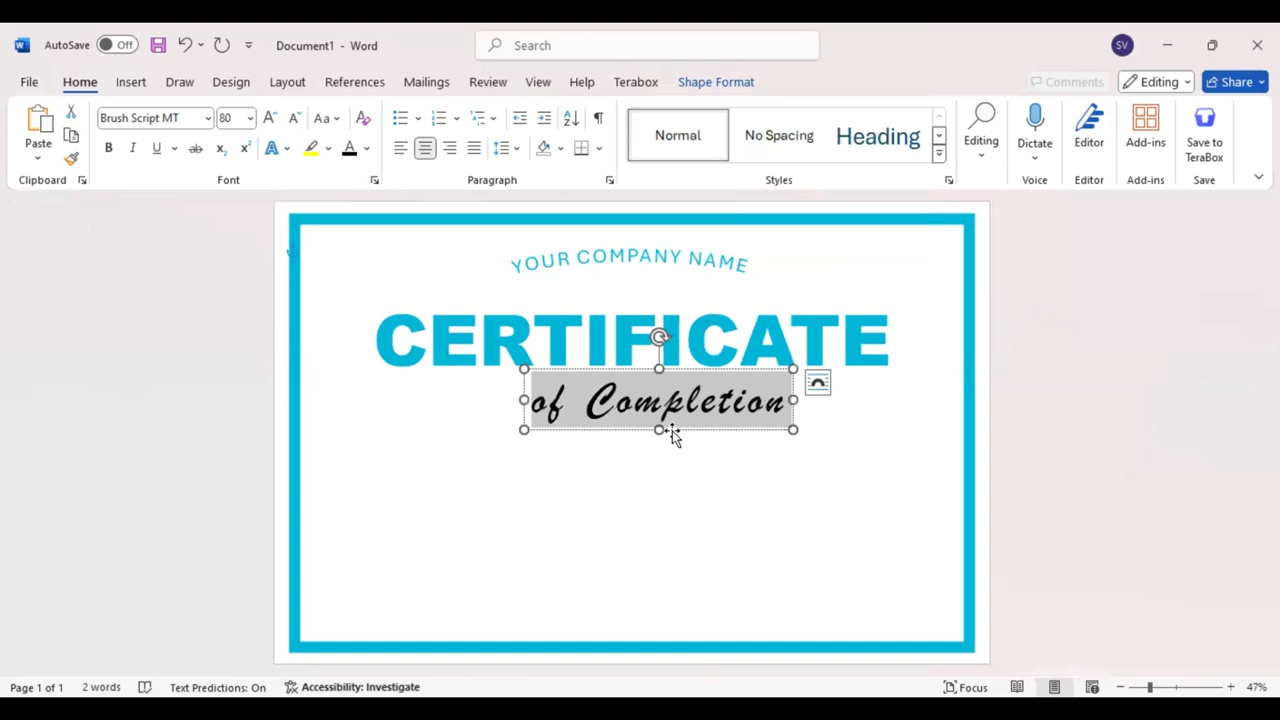 AutoSave Off Document1 - Word Search SV
File Home Insert Draw Design Layout References Mailings Review View Help Terabox Shape Format Comments Editing Share
Paste Brush Script MT 80 Aa Normal No Spacing Heading Editing Dictate Editor Add-ins Save to TeraBox
Clipboard Font Paragraph Styles Voice Editor Add-ins Save
YOUR COMPANY NAME
CERTIFICATE
of Completion
Page 1 of 1 2 words Text Predictions: On Accessibility: Investigate Focus 47%